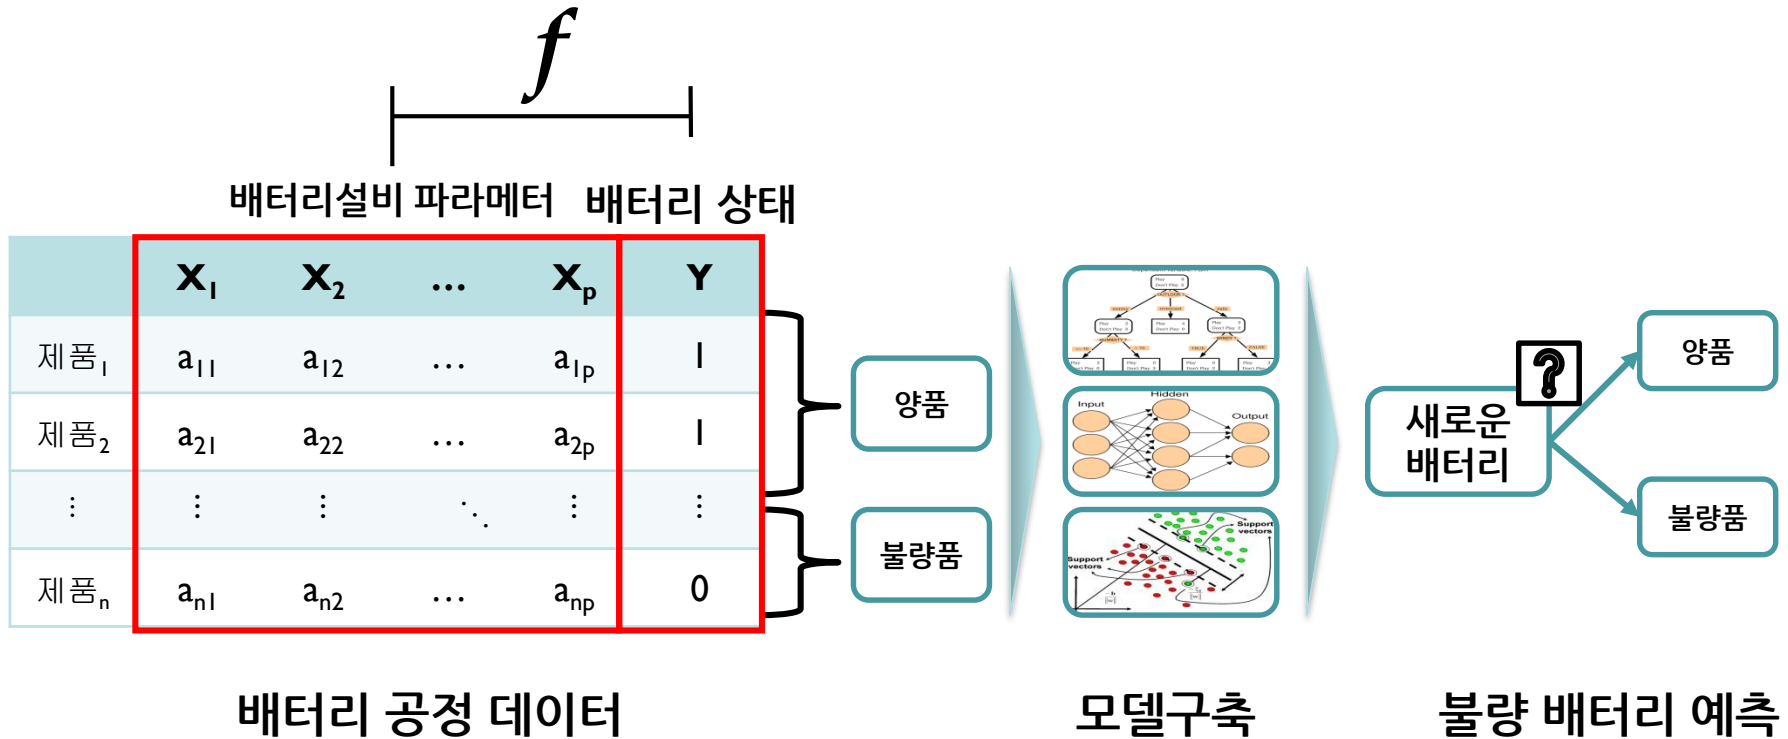 f
배터리설비 파라메터 배터리 상태
X1 X2 ... Xp Y
제품1 a11 a12 ... a1p 1
제품2 a21 a22 ... a2p 1
⋮ ⋮ ⋮ ⋱ ⋮ ⋮
제품n an1 an2 ... anp 0
양품
불량품
Play
Don't Play
Input
Hidden
Output
Support
vectors
Support
vectors
?
새로운
배터리
양품
불량품
배터리 공정 데이터
모델구축
불량 배터리 예측